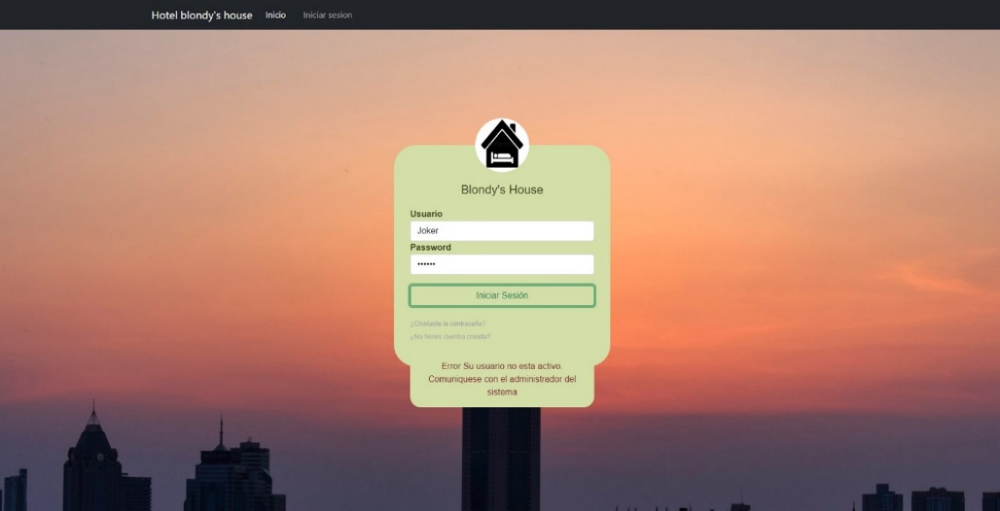 Hotel blondy's house Inicio Iniciar sesion
Blondy's House
Usuario
Joker
Password
••••••
Iniciar Sesión
¿Olvidaste la contraseña?
¿No tienes cuentra creada?
Error Su usuario no esta activo.
Comuniquese con el administrador del
sistema